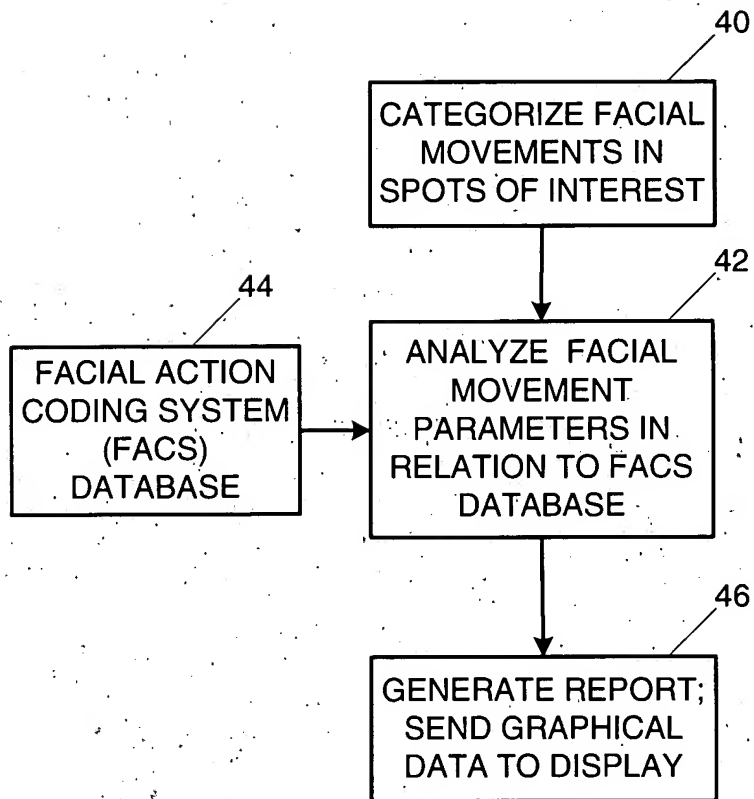 40
CATEGORIZE FACIAL
MOVEMENTS IN
SPOTS OF INTEREST
42
44
FACIAL ACTION
CODING SYSTEM
(FACS)
DATABASE
ANALYZE FACIAL
MOVEMENT
PARAMETERS IN
RELATION TO FACS
DATABASE
46
GENERATE REPORT;
SEND GRAPHICAL
DATA TO DISPLAY